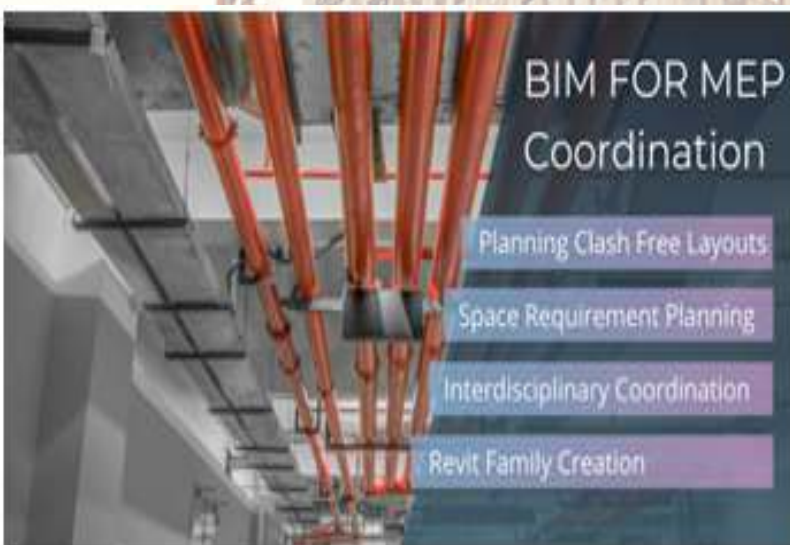 BIM FOR MEP
Coordination
Planning Clash Free Layouts
Space Requirement Planning
Interdisciplinary Coordination
Revit Family Creation